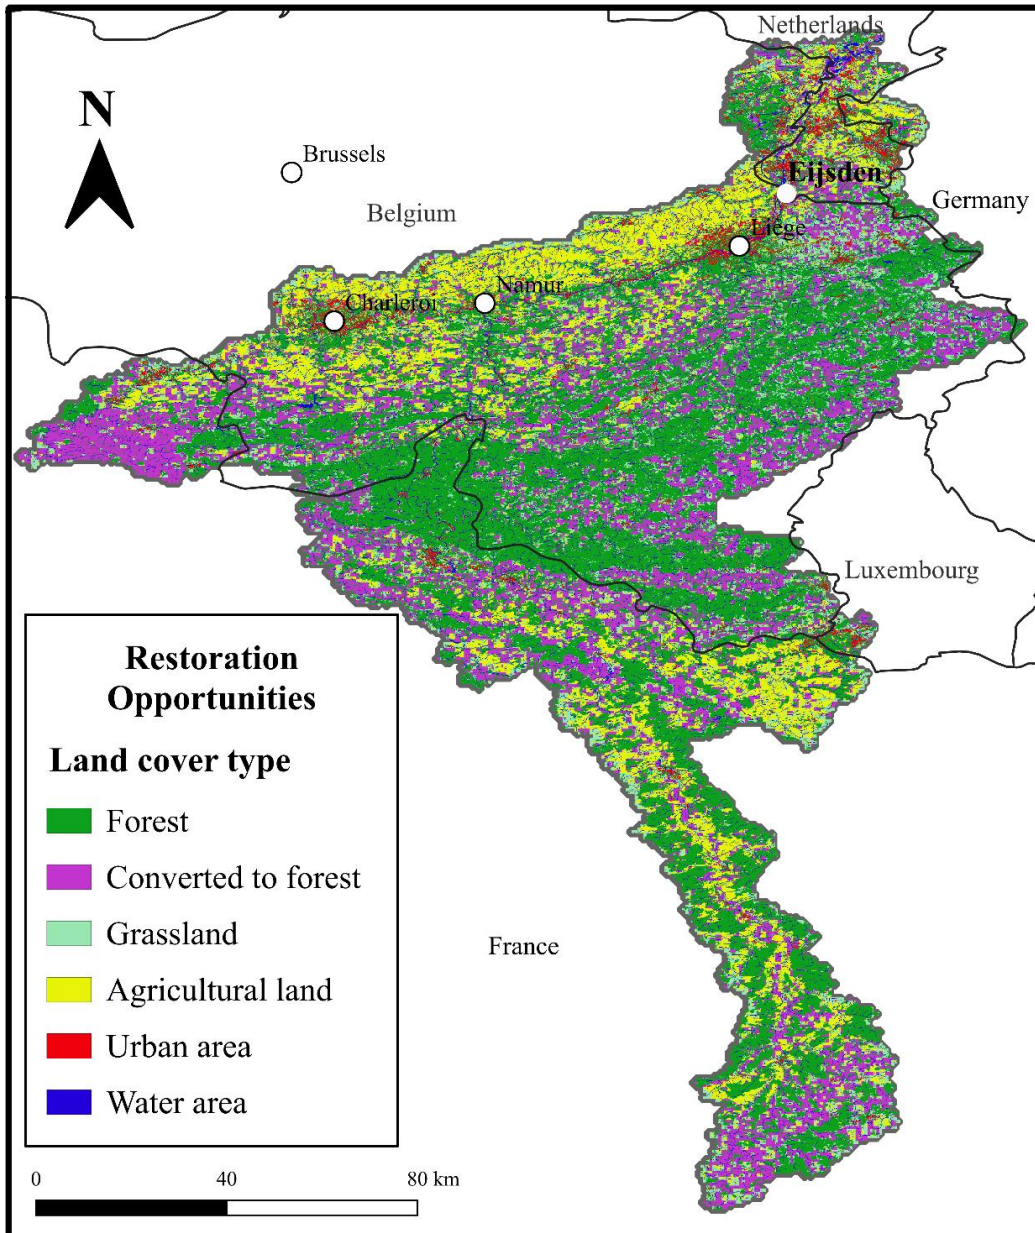 Netherlands
N
Brussels
Eijsden
Belgium
Germany
Liège
Namur
Charleroi
Luxembourg
Restoration
Opportunities
Land cover type
Forest
Converted to forest
Grassland
Agricultural land
Urban area
Water area
France
0 40 80 km